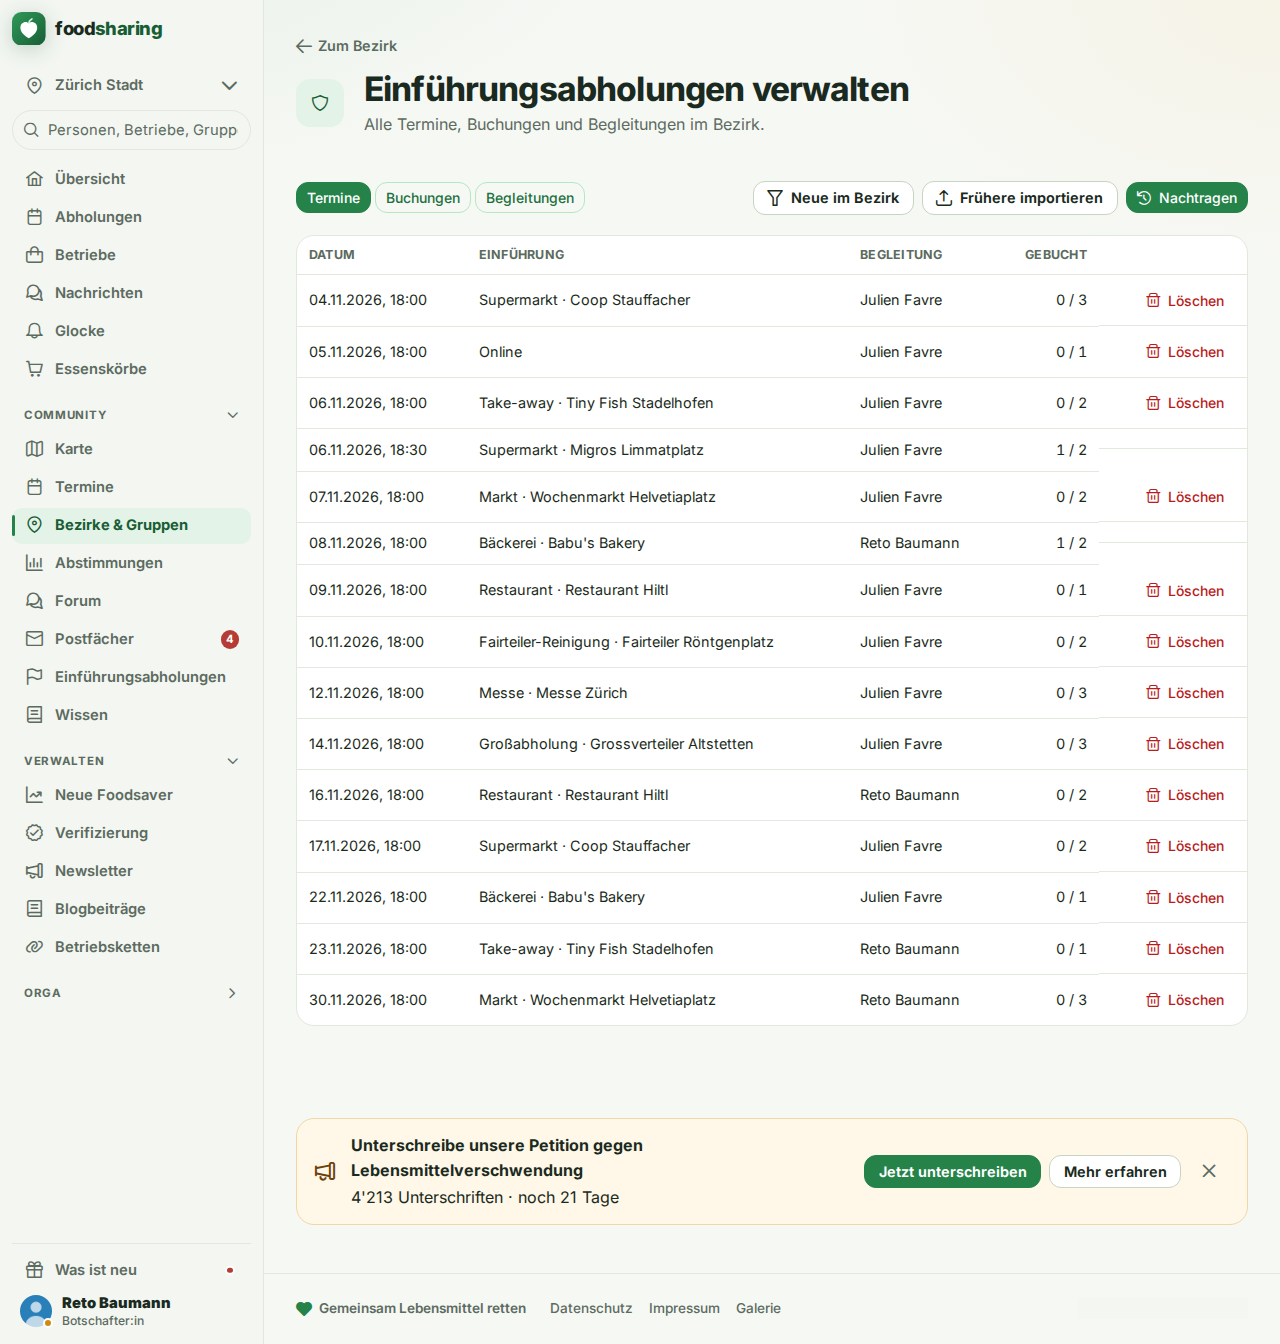 foodsharing
Zürich Stadt
Personen, Betriebe, Grupp
Übersicht
Abholungen
Betriebe
Nachrichten
Glocke
Essenskörbe
COMMUNITY
Karte
Termine
Bezirke & Gruppen
Abstimmungen
Forum
Postfächer 4
Einführungsabholungen
Wissen
VERWALTEN
Neue Foodsaver
Verifizierung
Newsletter
Blogbeiträge
Betriebsketten
ORGA
Was ist neu
Reto Baumann
Botschafter:in
Zum Bezirk
Einführungsabholungen verwalten
Alle Termine, Buchungen und Begleitungen im Bezirk.
Termine Buchungen Begleitungen Neue im Bezirk Frühere importieren Nachtragen
DATUM EINFÜHRUNG BEGLEITUNG GEBUCHT
04.11.2026, 18:00 Supermarkt · Coop Stauffacher Julien Favre 0 / 3 Löschen
05.11.2026, 18:00 Online Julien Favre 0 / 1 Löschen
06.11.2026, 18:00 Take-away · Tiny Fish Stadelhofen Julien Favre 0 / 2 Löschen
06.11.2026, 18:30 Supermarkt · Migros Limmatplatz Julien Favre 1 / 2
07.11.2026, 18:00 Markt · Wochenmarkt Helvetiaplatz Julien Favre 0 / 2 Löschen
08.11.2026, 18:00 Bäckerei · Babu's Bakery Reto Baumann 1 / 2
09.11.2026, 18:00 Restaurant · Restaurant Hiltl Julien Favre 0 / 1 Löschen
10.11.2026, 18:00 Fairteiler-Reinigung · Fairteiler Röntgenplatz Julien Favre 0 / 2 Löschen
12.11.2026, 18:00 Messe · Messe Zürich Julien Favre 0 / 3 Löschen
14.11.2026, 18:00 Großabholung · Grossverteiler Altstetten Julien Favre 0 / 3 Löschen
16.11.2026, 18:00 Restaurant · Restaurant Hiltl Reto Baumann 0 / 2 Löschen
17.11.2026, 18:00 Supermarkt · Coop Stauffacher Julien Favre 0 / 2 Löschen
22.11.2026, 18:00 Bäckerei · Babu's Bakery Julien Favre 0 / 1 Löschen
23.11.2026, 18:00 Take-away · Tiny Fish Stadelhofen Reto Baumann 0 / 1 Löschen
30.11.2026, 18:00 Markt · Wochenmarkt Helvetiaplatz Reto Baumann 0 / 3 Löschen
Unterschreibe unsere Petition gegen
Lebensmittelverschwendung
4'213 Unterschriften · noch 21 Tage
Jetzt unterschreiben Mehr erfahren
Gemeinsam Lebensmittel retten Datenschutz Impressum Galerie